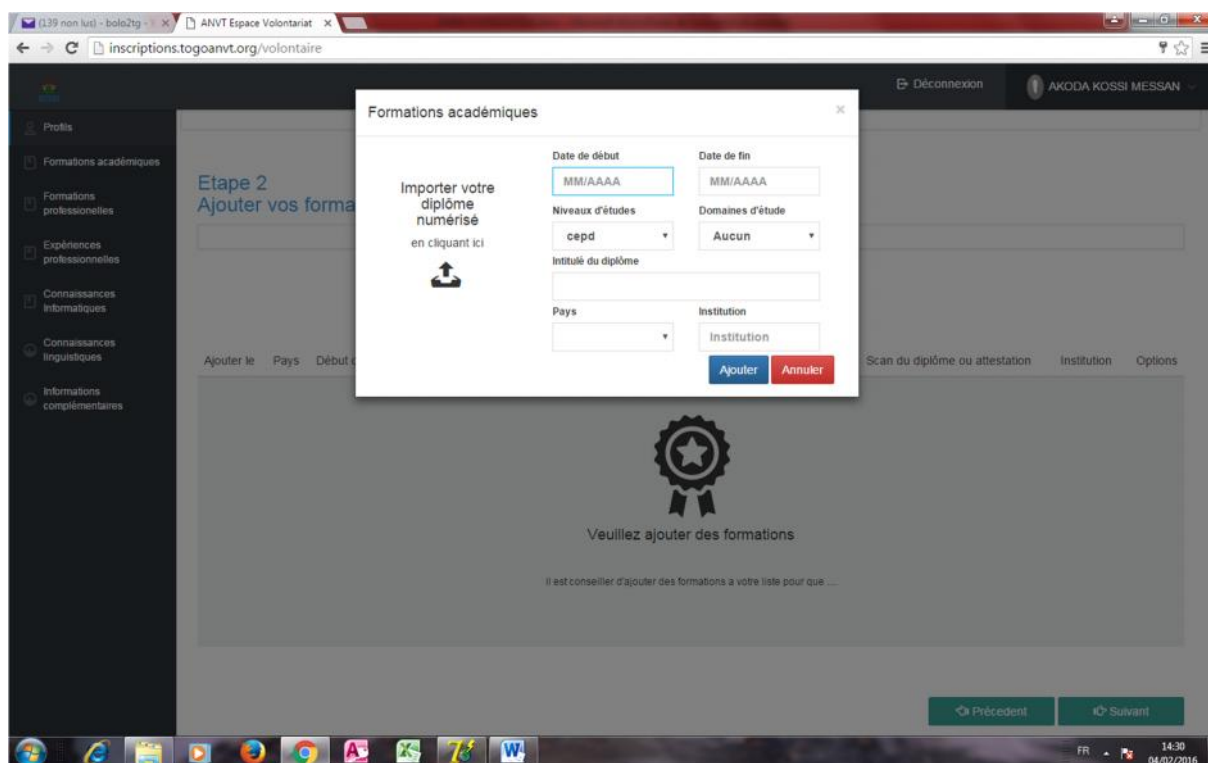 (139 non lus) - bolo2tg -
ANVT Espace Volontariat
inscriptions.togoanvt.org/volontaire
Déconnexion
AKODA KOSSI MESSAN
Profils
Formations académiques
Formations
professionelles
Expériences
professionnelles
Connaissances
Informatiques
Connaissances
linguistiques
Informations
complémentaires
Etape 2
Ajouter vos forma
Formations académiques
×
Importer votre
diplôme
numérisé
en cliquant ici
Date de début
Date de fin
MM/AAAA
MM/AAAA
Niveaux d'études
Domaines d'étude
cepd
Aucun
Intitulé du diplôme
Pays
Institution
Institution
Ajouter
Annuler
Ajouter le
Pays
Début
Scan du diplôme ou attestation
Institution
Options
Veuillez ajouter des formations
Il est conseiller d'ajouter des formations a votre liste pour que ....
Précedent
Suivant
FR
14:30
04/02/2016